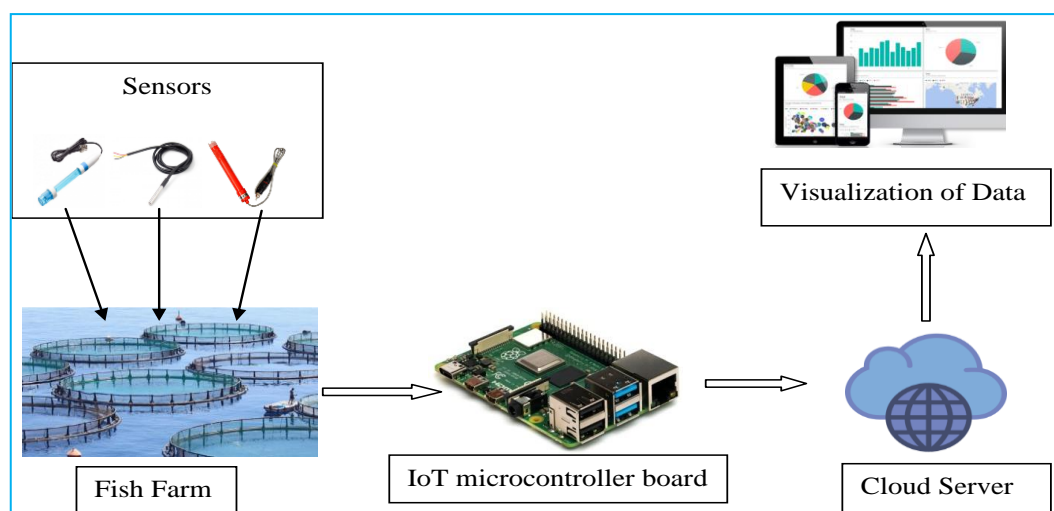 Sensors
Visualization of Data
Fish Farm
IoT microcontroller board
Cloud Server